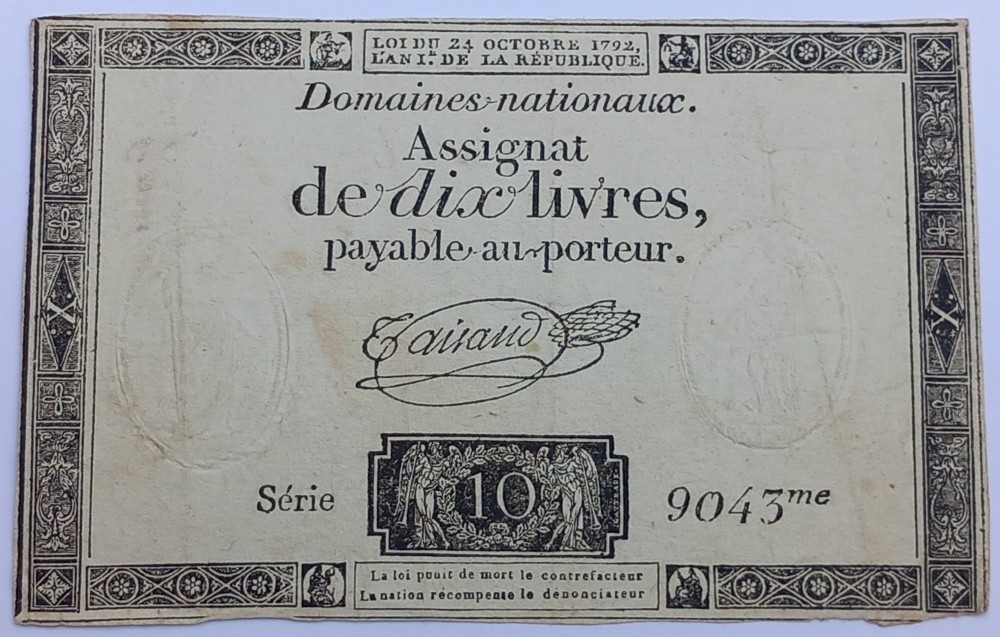 LOI DU 24 OCTOBRE 1792,
L'AN I.er DE LA RÉPUBLIQUE.
Domaines nationaux.
Assignat
de dix livres,
payable au porteur.
Taisaud
X
X
Série
10
9043me
La loi punit de mort le contrefacteur
La nation récompense le dénonciateur